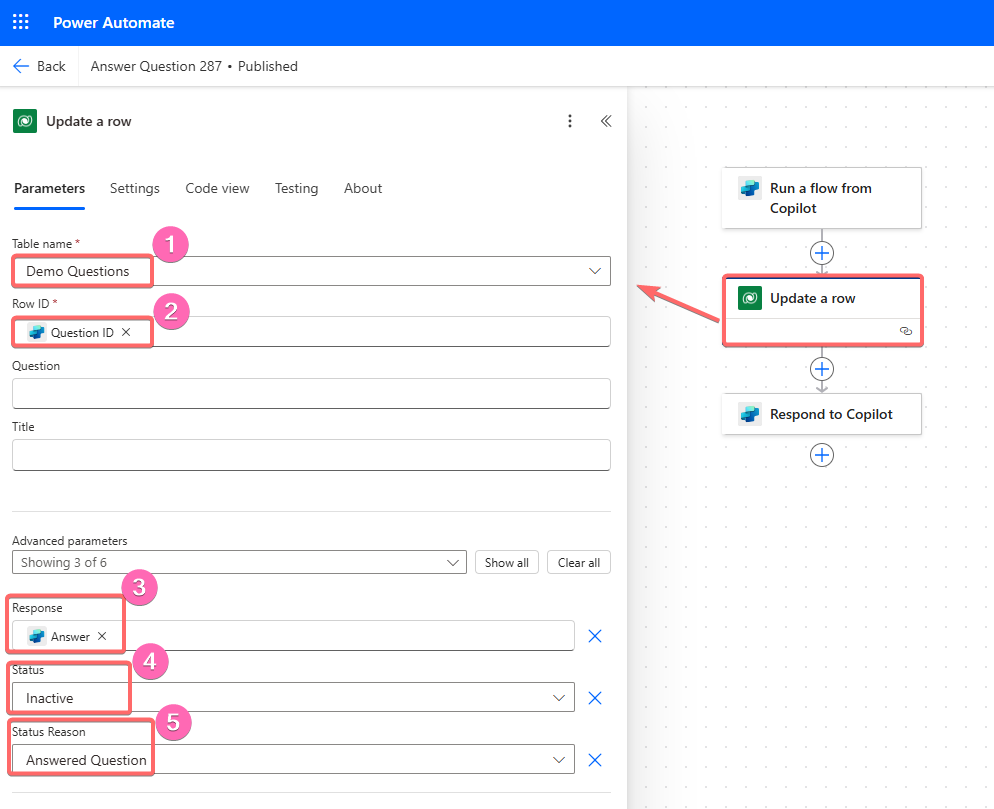 Power Automate
Back
Answer Question 287 • Published
Update a row
Parameters
Settings
Code view
Testing
About
Table name *
1
Demo Questions
Row ID *
2
Question ID
Question
Title
Advanced parameters
Showing 3 of 6
Show all
Clear all
3
Response
Answer
4
Status
Inactive
5
Status Reason
Answered Question
Run a flow from
Copilot
Update a row
Respond to Copilot